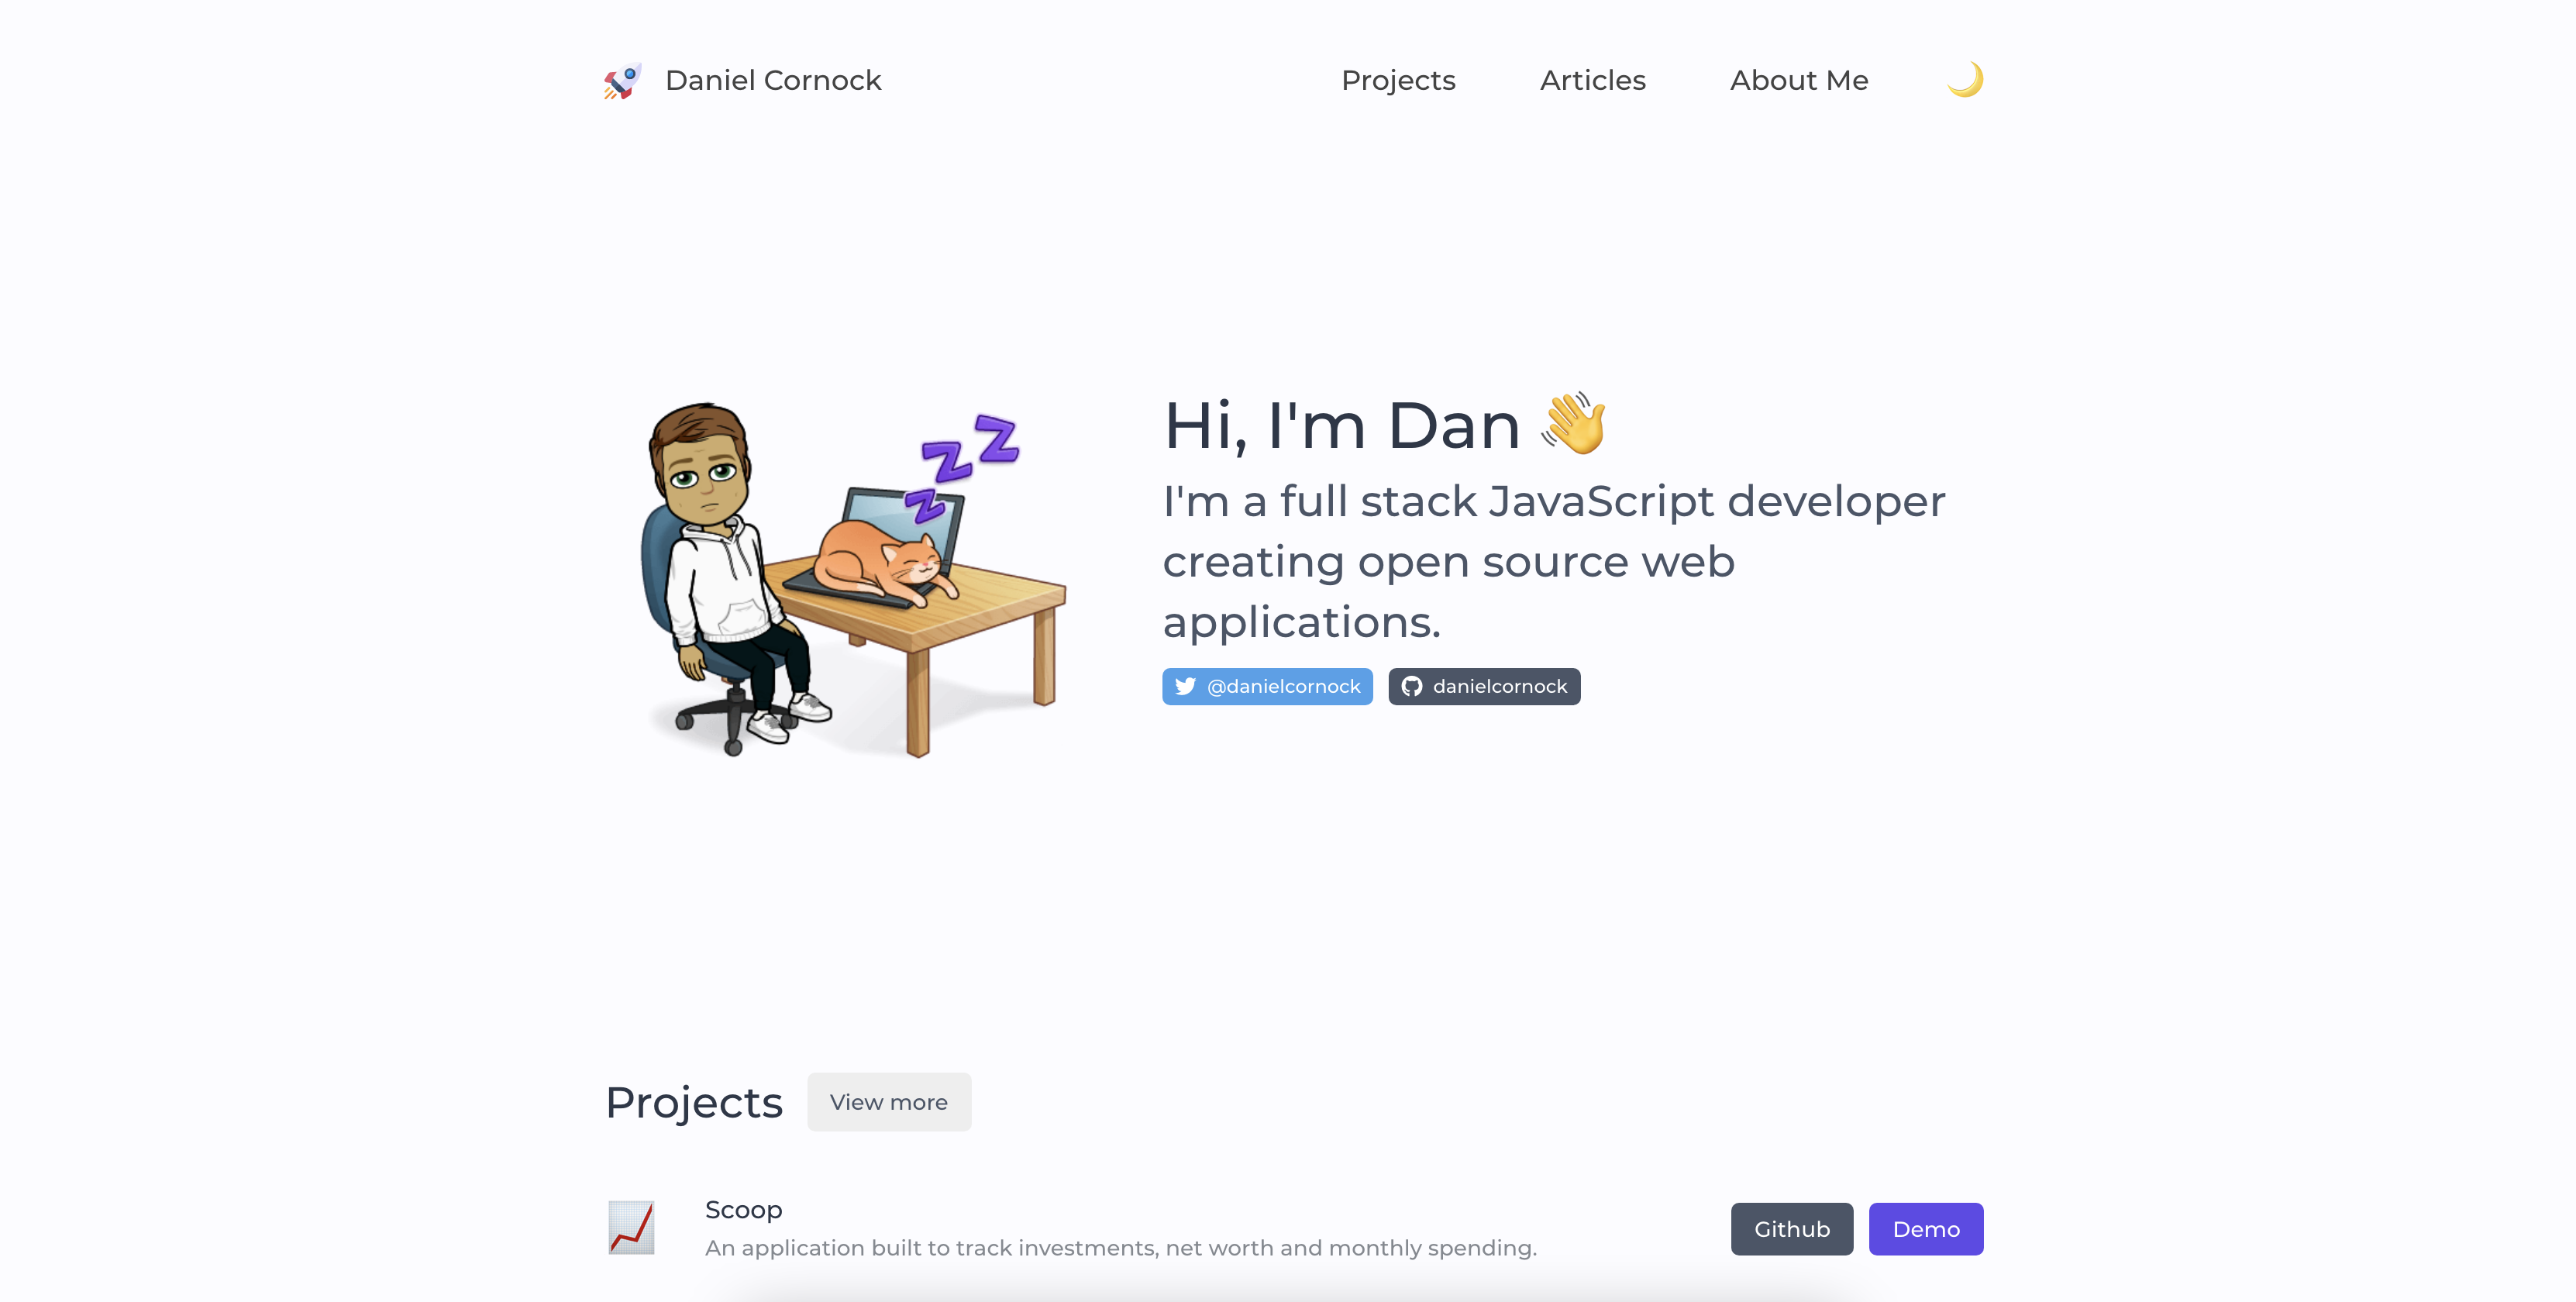 Daniel Cornock
Projects
Articles
About Me
Z
Z
Z
Hi, I'm Dan
I'm a full stack JavaScript developer
creating open source web
applications.
@danielcornock
danielcornock
Projects
View more
Scoop
An application built to track investments, net worth and monthly spending.
Github
Demo